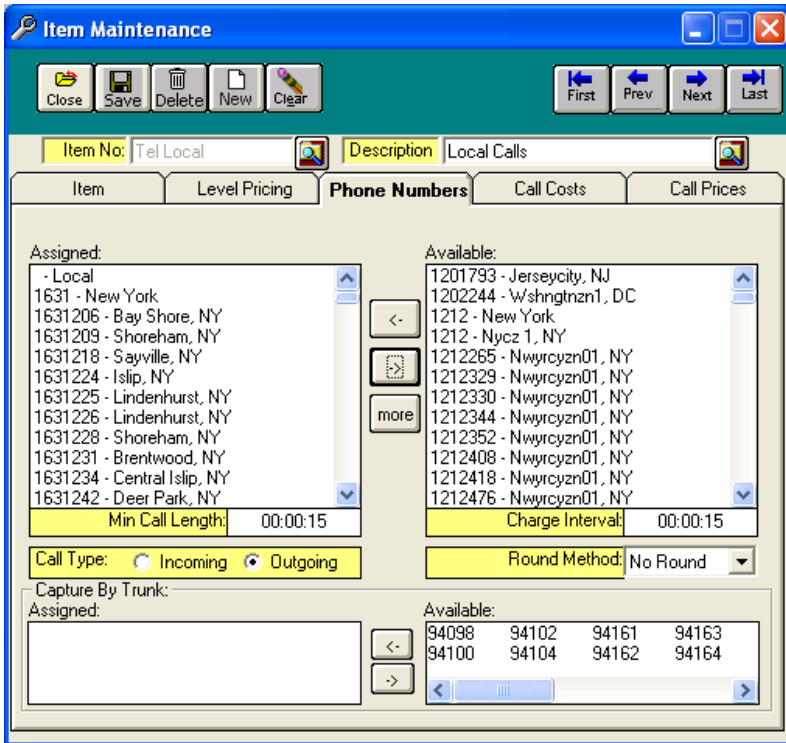 Item Maintenance
Close Save Delete New Clear First Prev Next Last
Item No: Tel Local Description Local Calls
Item Level Pricing Phone Numbers Call Costs Call Prices
Assigned: Available:
- Local 1201793 - Jerseycity, NJ
1631 - New York 1202244 - Wshngtnzn1, DC
1631206 - Bay Shore, NY 1212 - New York
1631209 - Shoreham, NY 1212 - Nycz 1, NY
1631218 - Sayville, NY 1212265 - Nwyrcyzn01, NY
1631224 - Islip, NY 1212329 - Nwyrcyzn01, NY
1631225 - Lindenhurst, NY 1212330 - Nwyrcyzn01, NY
1631226 - Lindenhurst, NY 1212344 - Nwyrcyzn01, NY
1631228 - Shoreham, NY 1212352 - Nwyrcyzn01, NY
1631231 - Brentwood, NY 1212408 - Nwyrcyzn01, NY
1631234 - Central Islip, NY 1212418 - Nwyrcyzn01, NY
1631242 - Deer Park, NY 1212476 - Nwyrcyzn01, NY
<-
->
more
Min Call Length: 00:00:15 Charge Interval: 00:00:15
Call Type: Incoming Outgoing Round Method: No Round
Capture By Trunk:
Assigned: Available:
<- 94098 94102 94161 94163
94100 94104 94162 94164
->